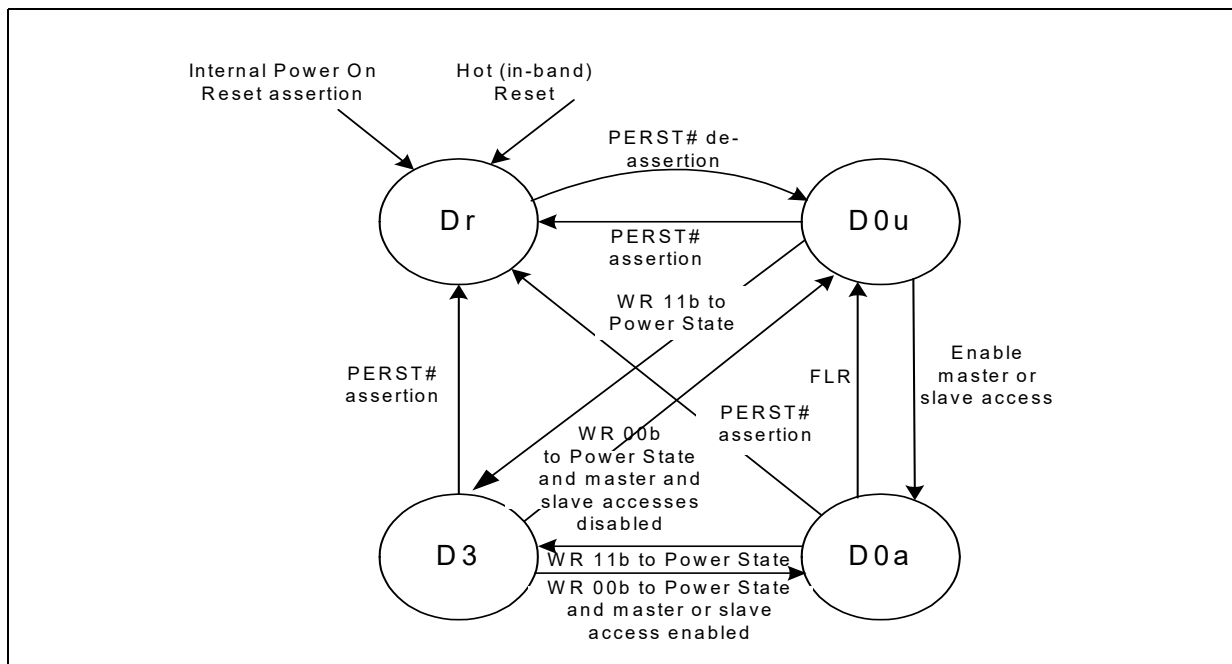 Internal Power On
Reset assertion
Hot (in-band)
Reset
PERST# de-
assertion
Dr
D0u
PERST#
assertion
WR 11b to
Power State
PERST#
assertion
FLR
Enable
master or
slave access
PERST#
assertion
WR 00b
to Power State
and master and
slave accesses
disabled
D3
D0a
WR 11b to Power State
WR 00b to Power State
and master or slave
access enabled